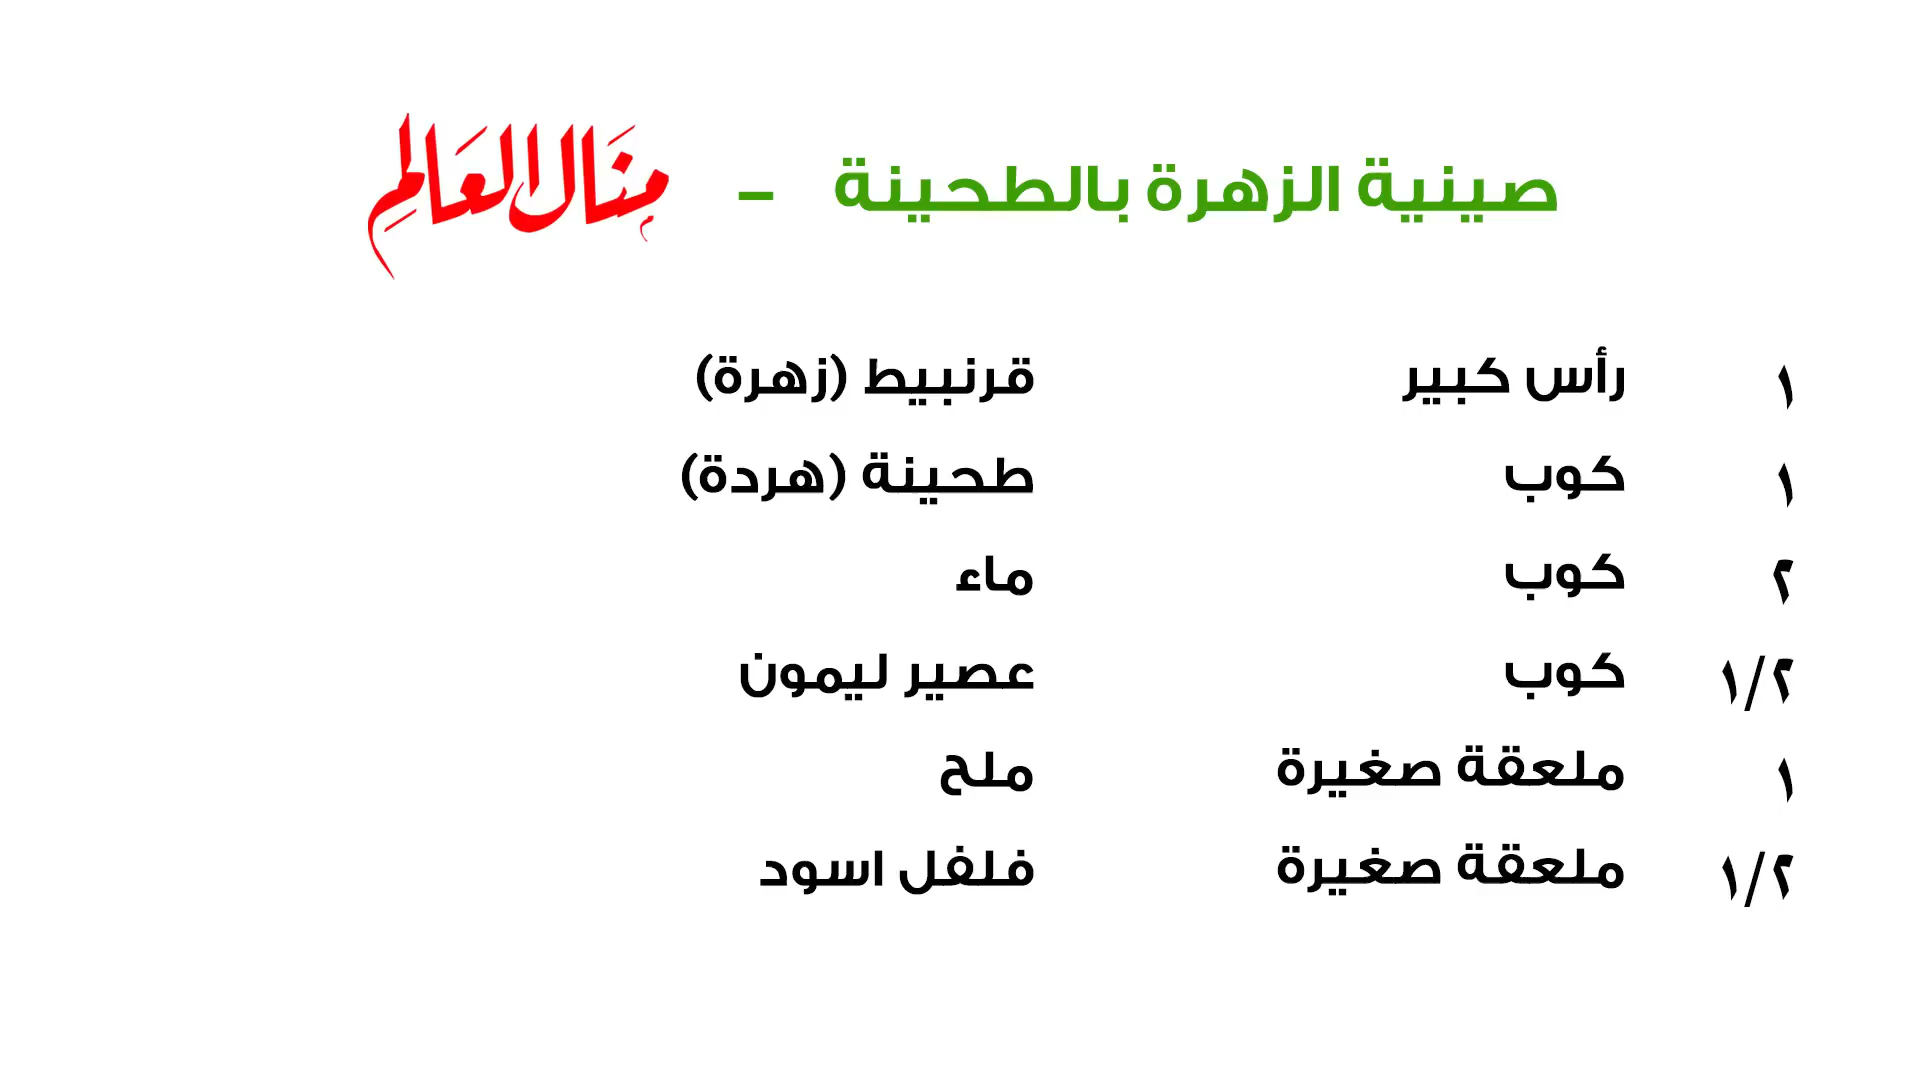 صينية الزهرة بالطحينة - منال العالم
١ رأس كبير قرنبيط (زهرة)
١ كوب طحينة (هردة)
٢ كوب ماء
١/٢ كوب عصير ليمون
١ ملعقة صغيرة ملح
١/٢ ملعقة صغيرة فلفل اسود